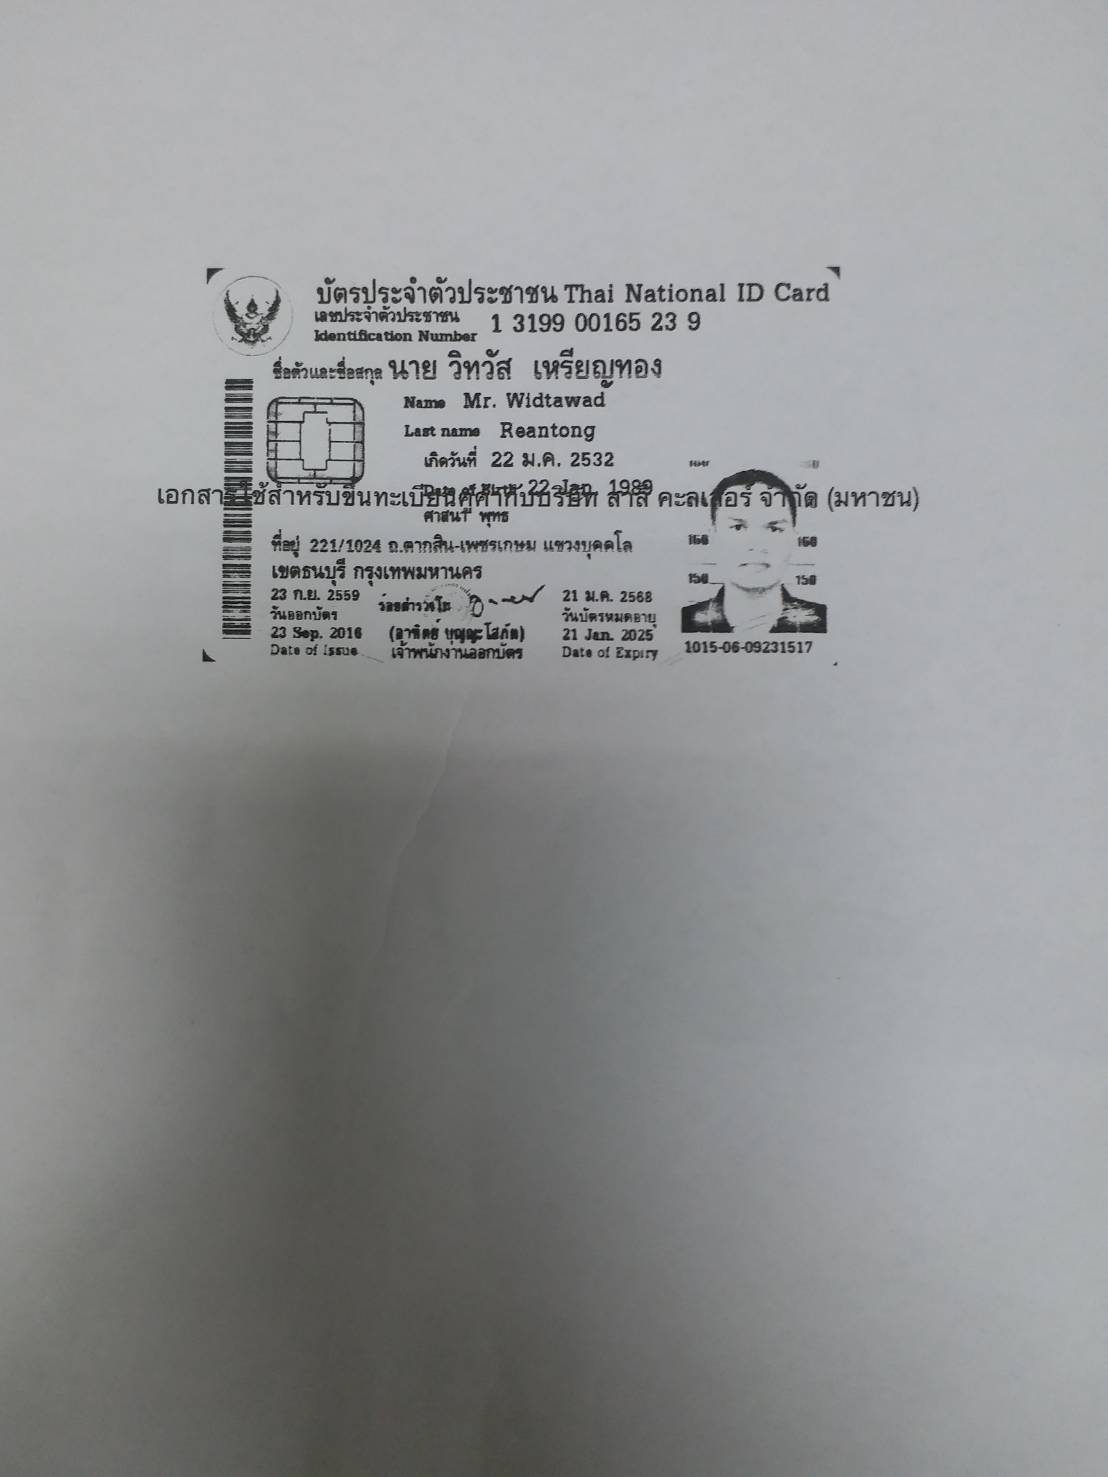 บัตรประจำตัวประชาชน Thai National ID Card
เลขประจำตัวประชาชน
Identification Number 1 3199 00165 23 9
ชื่อตัวและชื่อสกุล นาย วิทวัส เหรียญทอง
Name Mr. Widtawad
Last name Reantong
เกิดวันที่ 22 ม.ค. 2532
Date of Birth 22 Jan. 1989
เอกสารใช้สำหรับขึ้นทะเบียนคู่ค้ากับบริษัท สาลี่ คัลเลอร์ จำกัด (มหาชน)
ศาสนา พุทธ
ที่อยู่ 221/1024 ถ.ตากสิน-เพชรเกษม แขวงบุคคโล
เขตธนบุรี กรุงเทพมหานคร
23 ก.ย. 2559
วันออกบัตร
23 Sep. 2016
Date of Issue
ร้อยตำรวจโท
(อาทิตย์ บุญญะโสภัต)
เจ้าพนักงานออกบัตร
21 ม.ค. 2568
วันบัตรหมดอายุ
21 Jan. 2025
Date of Expiry
160 160
150 150
1015-06-09231517